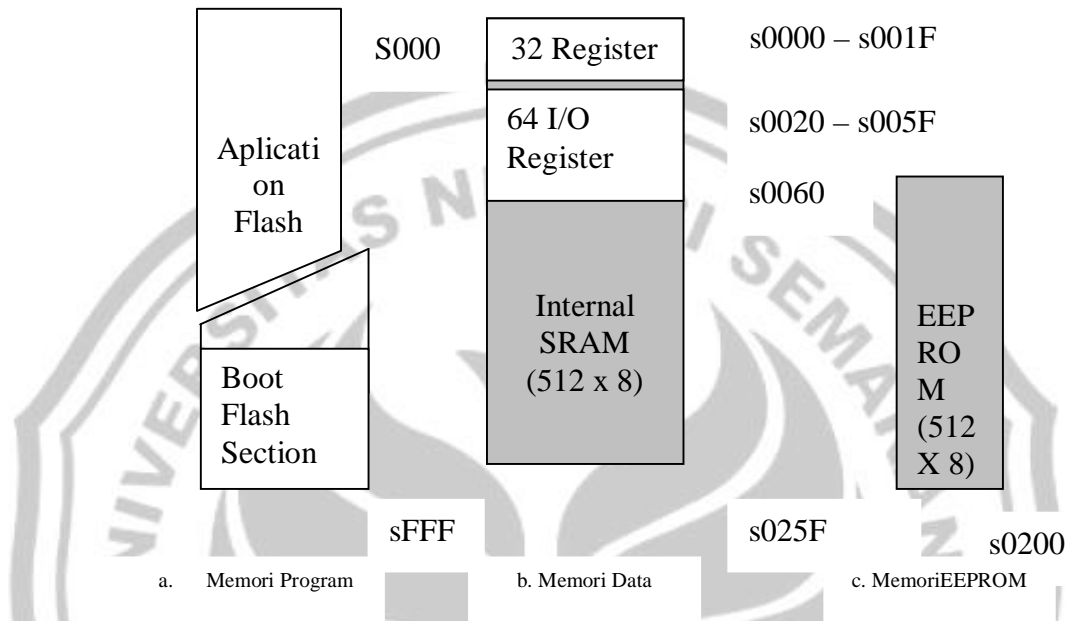 Aplicati
on
Flash
Boot
Flash
Section
S000
sFFF
a. Memori Program
32 Register
64 I/O
Register
Internal
SRAM
(512 x 8)
s0000 – s001F
s0020 – s005F
s0060
s025F
b. Memori Data
EEP
RO
M
(512
X 8)
s0200
c. MemoriEEPROM